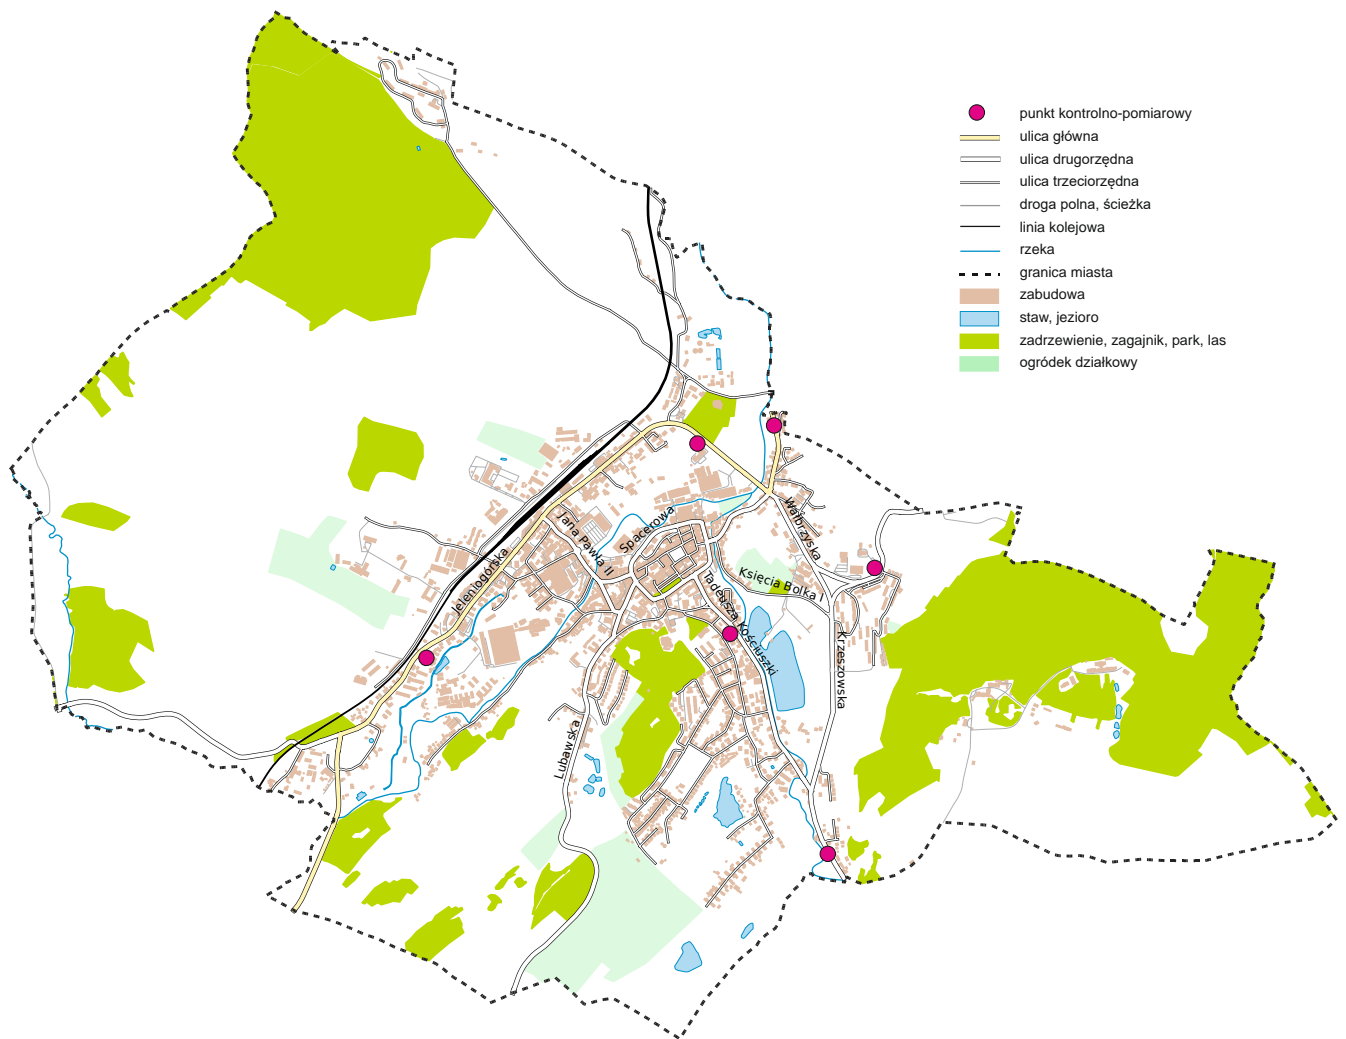 punkt kontrolno-pomiarowy
ulica główna
ulica drugorzędna
ulica trzeciorzędna
droga polna, ścieżka
linia kolejowa
rzeka
granica miasta
zabudowa
staw, jezioro
zadrzewienie, zagajnik, park, las
ogródek działkowy
Wałbrzyska
Spacerowa
Jana Pawła II
Jeleniogórska
Księcia Bolka I
Tadeusza Kościuszki
Krzeszowska
Lubawska